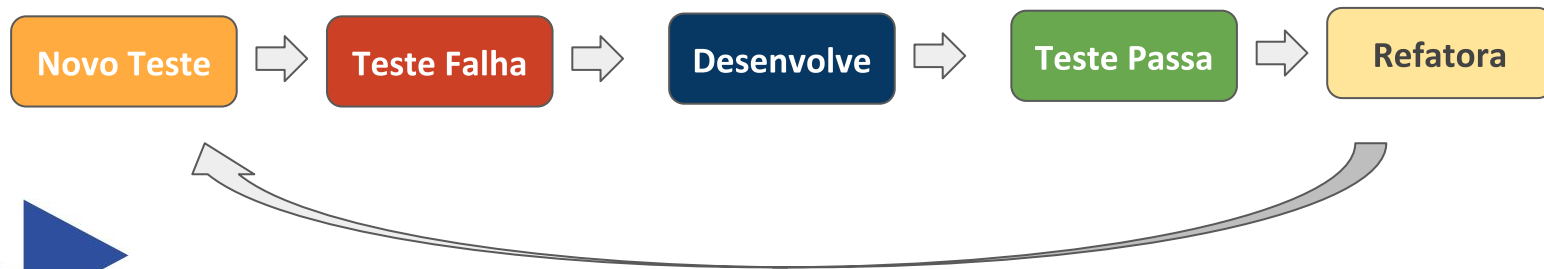 Novo Teste
Teste Falha
Desenvolve
Teste Passa
Refatora